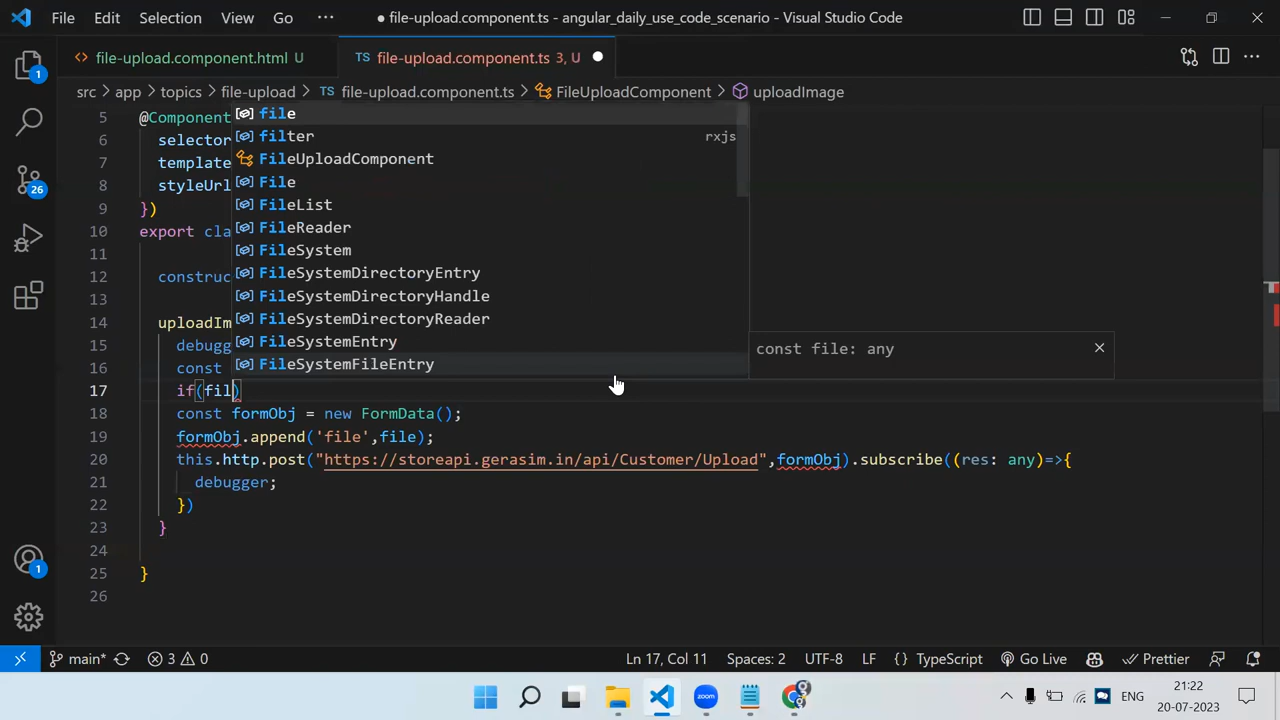 File Edit Selection View Go ··· ● file-upload.component.ts - angular_daily_use_code_scenario - Visual Studio Code
<> file-upload.component.html U TS file-upload.component.ts 3, U
src > app > topics > file-upload > TS file-upload.component.ts > FileUploadComponent > uploadImage
5 @Component
6 selector
7 template
8 styleUrl
9 })
10 export cla
11
12 construc
13
14 uploadIm
15 debugg
16 const
17 if(fil)
18 const formObj = new FormData();
19 formObj.append('file',file);
20 this.http.post("https://storeapi.gerasim.in/api/Customer/Upload",formObj).subscribe((res: any)=>{
21 debugger;
22 })
23 }
24
25 }
26
file
filter rxjs
FileUploadComponent
File
FileList
FileReader
FileSystem
FileSystemDirectoryEntry
FileSystemDirectoryHandle
FileSystemDirectoryReader
FileSystemEntry
FileSystemFileEntry
const file: any
1
26
1
main* 3 0 Ln 17, Col 11 Spaces: 2 UTF-8 LF {} TypeScript Go Live Prettier
ENG 21:22
20-07-2023